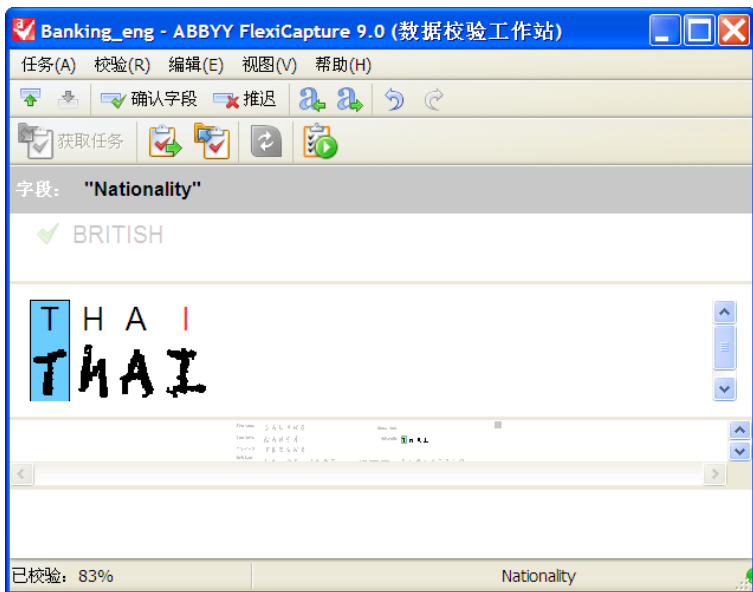 Banking_eng - ABBYY FlexiCapture 9.0 (数据校验工作站)
任务(A) 校验(R) 编辑(E) 视图(V) 帮助(H)
确认字段 推迟 a a
获取任务
字段: "Nationality"
BRITISH
T H A I
THAI
THAI
已校验: 83% Nationality